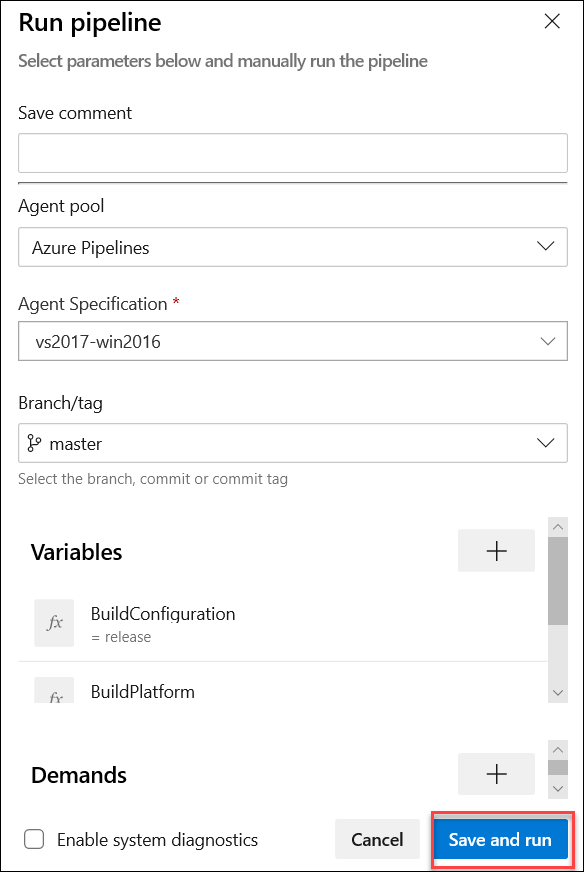 Run pipeline
Select parameters below and manually run the pipeline
Save comment
Agent pool
Azure Pipelines
Agent Specification *
vs2017-win2016
Branch/tag
master
Select the branch, commit or commit tag
Variables
fx BuildConfiguration
= release
fx BuildPlatform
Demands
Enable system diagnostics Cancel Save and run